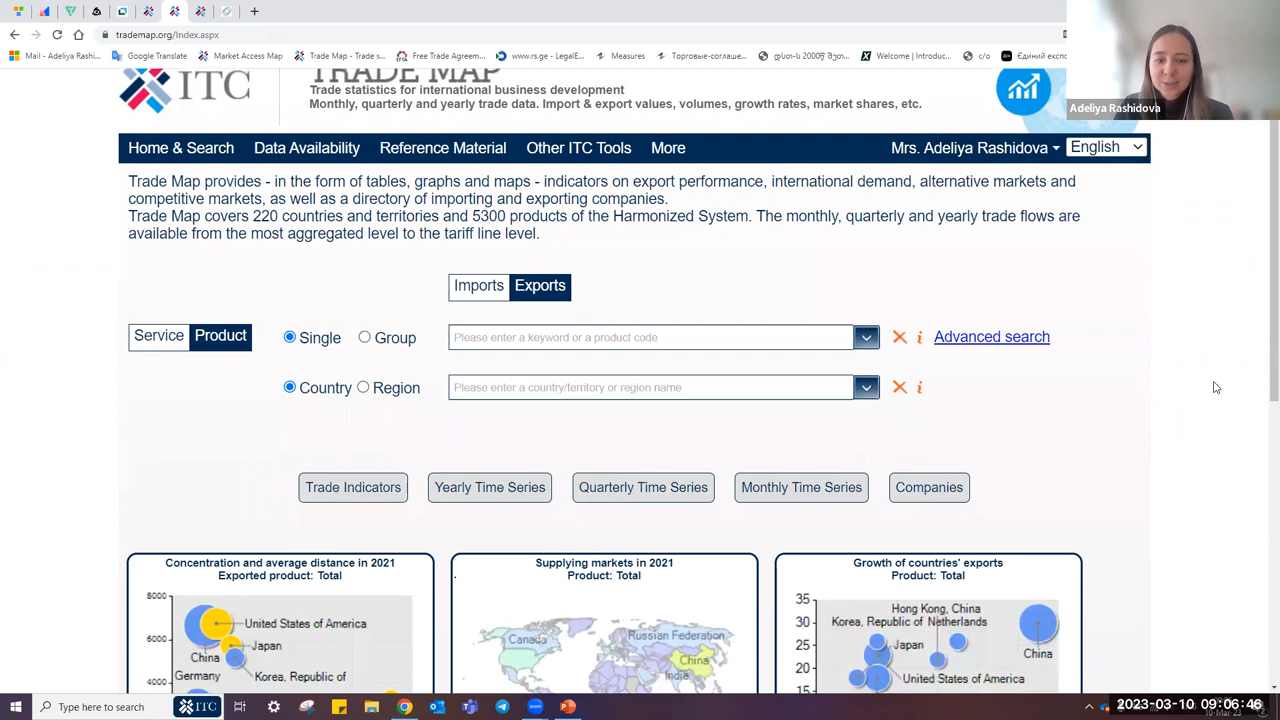 trademap.org/Index.aspx
Mail - Adeliya Rashi...
Google Translate
Market Access Map
Trade Map - Trade s...
Free Trade Agreem...
www.rs.ge - LegalE...
Measures
Торговые-соглаше...
Welcome | Introduc...
c/o
Єдиний експо
ITC
TRADE MAP
Trade statistics for international business development
Monthly, quarterly and yearly trade data. Import & export values, volumes, growth rates, market shares, etc.
Adeliya Rashidova
Home & Search Data Availability Reference Material Other ITC Tools More Mrs. Adeliya Rashidova English
Trade Map provides - in the form of tables, graphs and maps - indicators on export performance, international demand, alternative markets and
competitive markets, as well as a directory of importing and exporting companies.
Trade Map covers 220 countries and territories and 5300 products of the Harmonized System. The monthly, quarterly and yearly trade flows are
available from the most aggregated level to the tariff line level.
Imports Exports
Service Product Single Group Please enter a keyword or a product code Advanced search
Country Region Please enter a country/territory or region name
Trade Indicators Yearly Time Series Quarterly Time Series Monthly Time Series Companies
Concentration and average distance in 2021
Exported product: Total
8000
6000
4000
United States of America
Japan
China
Korea, Republic of
Germany
Supplying markets in 2021
Product: Total
Canada
Russian Federation
China
India
Growth of countries' exports
Product: Total
35
30
25
20
15
Hong Kong, China
Korea, Republic of Netherlands
Japan
China
United States of America
Type here to search
ITC
2023-03-10 09:06:46
10-Mar-23